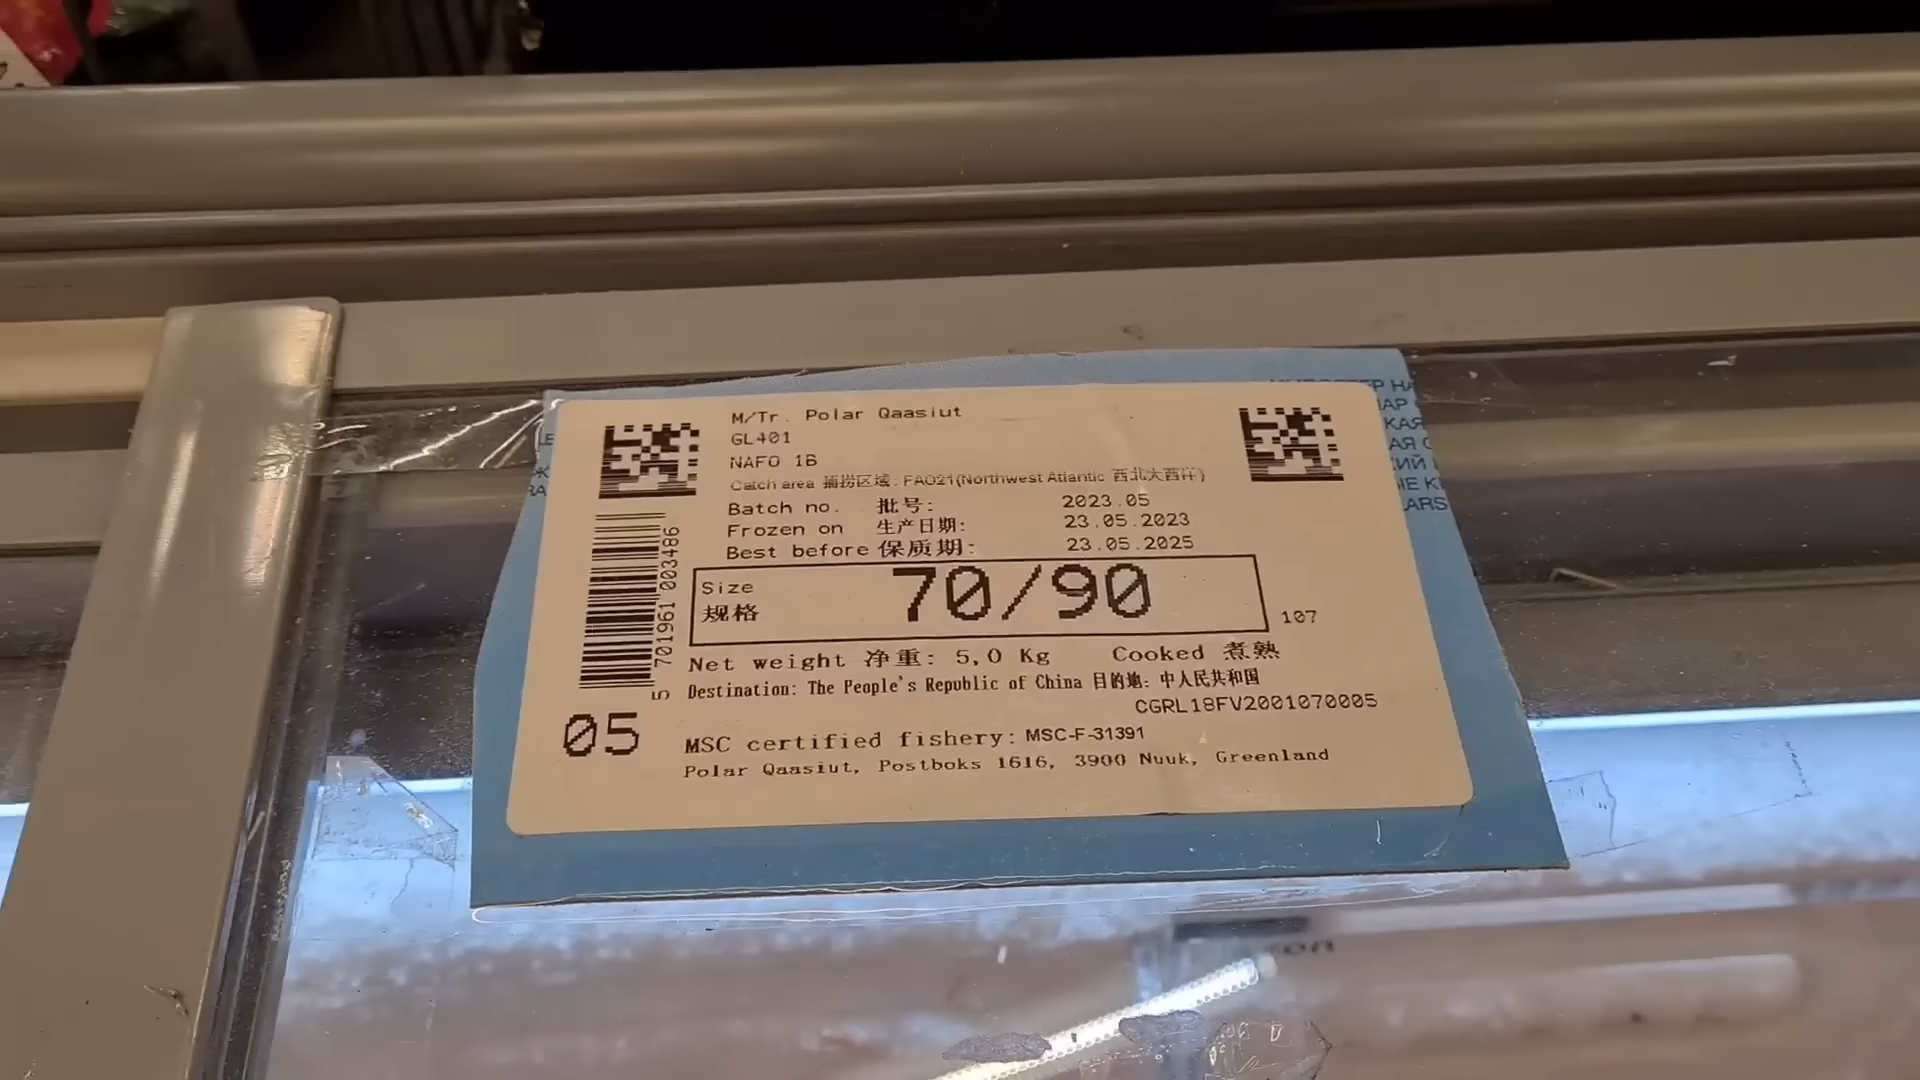 M/Tr. Polar Qaasiut
GL401
NAFO 1B
Catch area 捕捞区域: FAO21(Northwest Atlantic 西北大西洋)
Batch no. 批号: 2023.05
Frozen on 生产日期: 23.05.2023
Best before 保质期: 23.05.2025
Size 70/90
规格
107
Net weight 净重: 5,0 Kg Cooked 煮熟
Destination: The People's Republic of China 目的地: 中人民共和国
CGRL18FV2001070005
MSC certified fishery: MSC-F-31391
Polar Qaasiut, Postboks 1616, 3900 Nuuk, Greenland
5 701961 003486
05